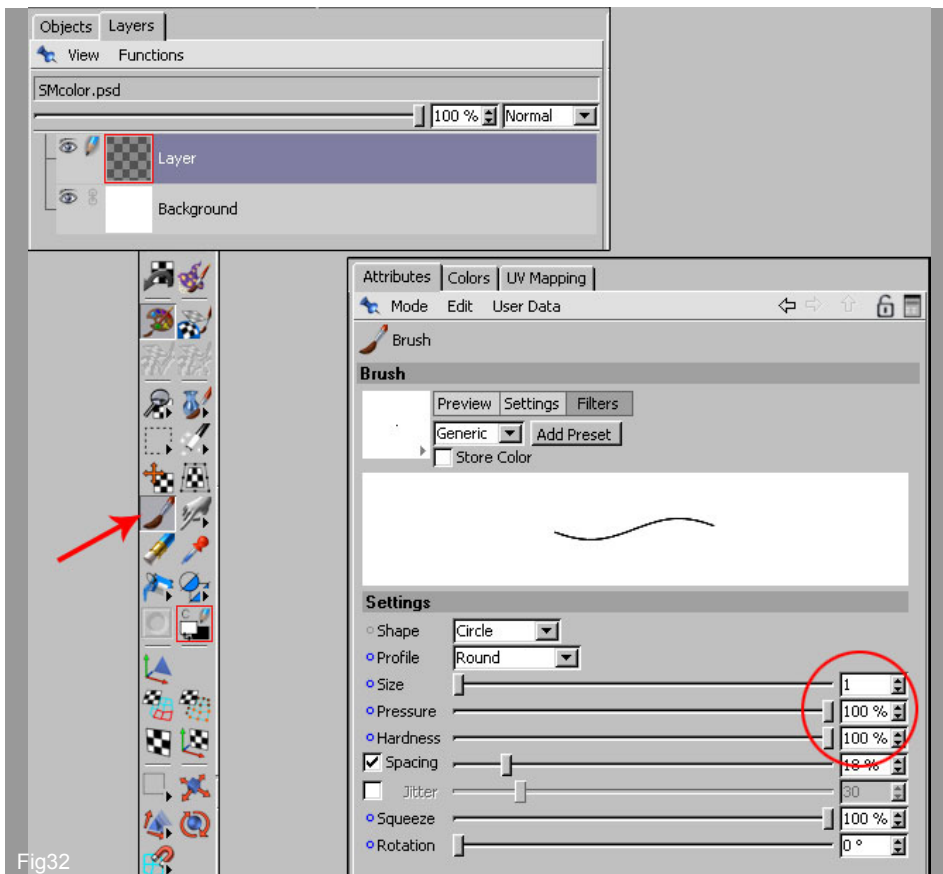 Objects Layers
View Functions
SMcolor.psd
100 % Normal
Layer
Background
Attributes Colors UV Mapping
Mode Edit User Data
Brush
Brush
Preview Settings Filters
Generic Add Preset
Store Color
C
Settings
Shape Circle
Profile Round
Size 1
Pressure 100 %
Hardness 100 %
Spacing 18 %
Jitter 30
Squeeze 100 %
Rotation 0 °
Fig32